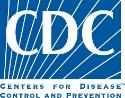 CDC
CENTERS FOR DISEASE™
CONTROL AND PREVENTION